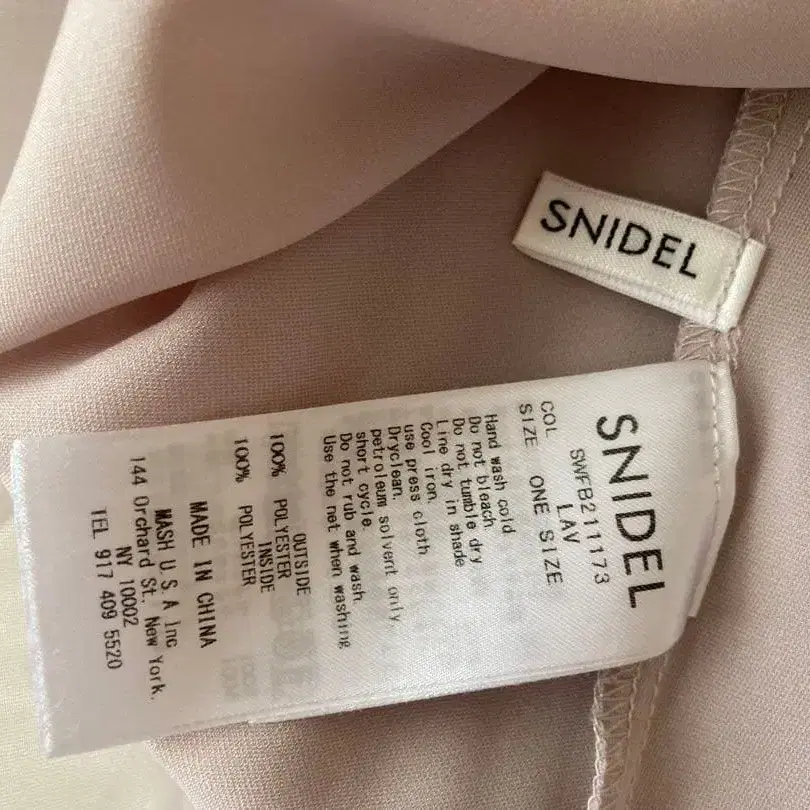 SNIDEL
SNIDEL
SWFB211173
COL LAV
SIZE ONE SIZE
Hand wash cold
Do not bleach
Do not tumble dry
Line dry in shade
Cool iron.
use press cloth
Dryclean.
petroleum solvent only
short cycle.
Do not rub and wash.
Use the net when washing
OUTSIDE
100% POLYESTER
INSIDE
100% POLYESTER
MADE IN CHINA
MASH U.S.A Inc
144 Orchard St. New York,
NY 10002
TEL 917 409 5520